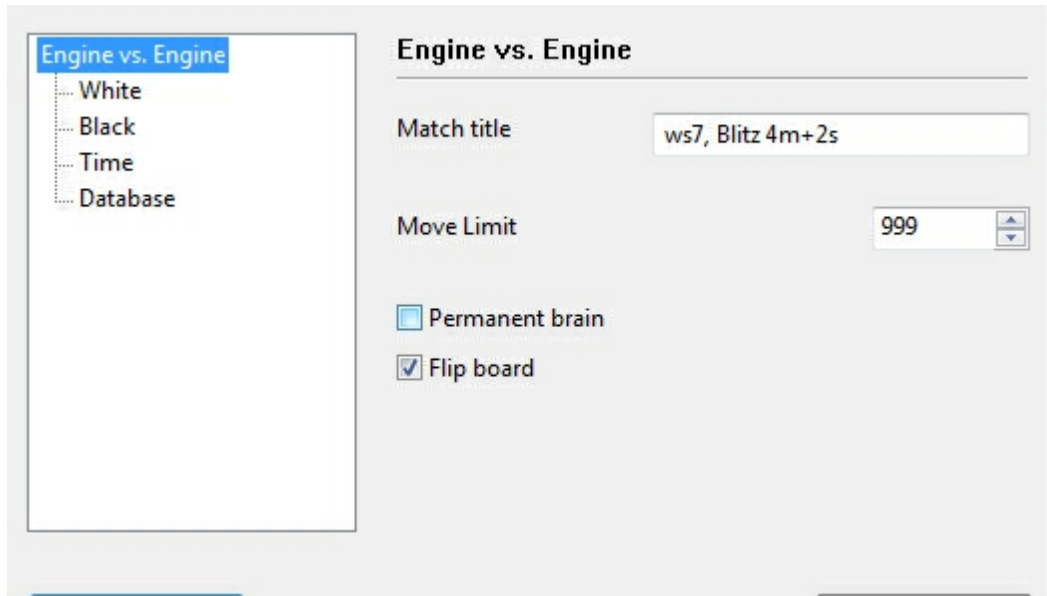 Engine vs. Engine
White
Black
Time
Database
Engine vs. Engine
Match title
ws7, Blitz 4m+2s
Move Limit
999
Permanent brain
Flip board